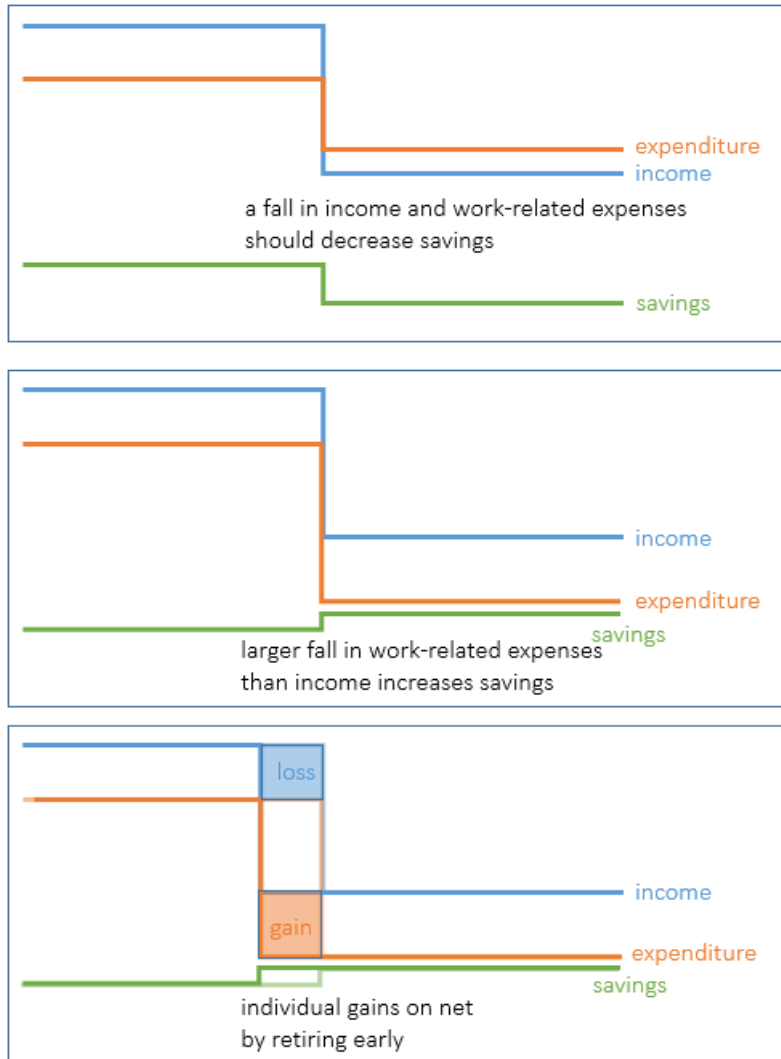 expenditure
income
a fall in income and work-related expenses
should decrease savings
savings
income
expenditure
savings
larger fall in work-related expenses
than income increases savings
loss
income
gain
expenditure
savings
individual gains on net
by retiring early